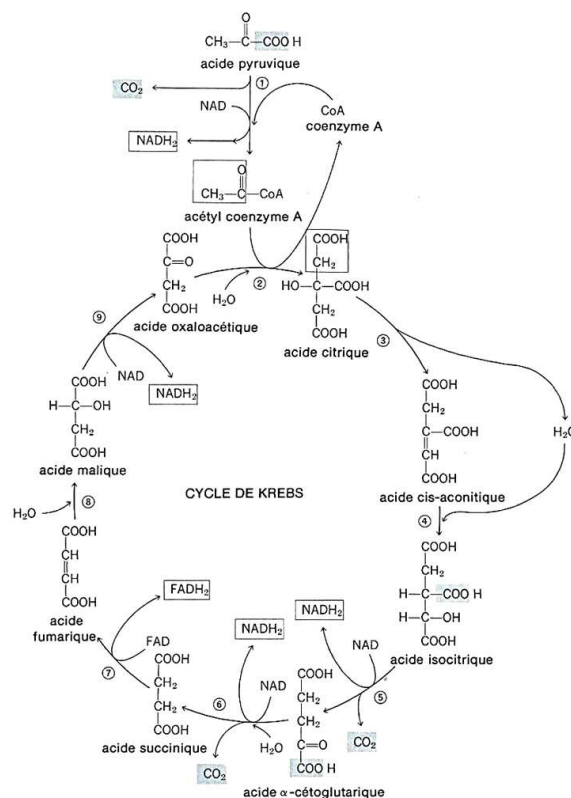 O
CH₃—C—COO H
acide pyruvique
①
CO₂
NAD
CoA
coenzyme A
NADH₂
O
CH₃—C—CoA
acétyl coenzyme A
COOH
C=O
CH₂
COOH
acide oxaloacétique
H₂O
②
COOH
CH₂
HO—C—COOH
CH₂
COOH
acide citrique
③
⑨
NAD
NADH₂
COOH
H—C—OH
CH₂
COOH
acide malique
COOH
CH₂
C—COOH
CH
COOH
acide cis-aconitique
CYCLE DE KREBS
H₂O
⑧
④
COOH
CH
CH
COOH
acide
fumarique
COOH
CH₂
H—C—COO H
H—C—OH
COOH
acide isocitrique
FADH₂
FAD
⑦
NADH₂
NADH₂
NAD
⑤
CO₂
COOH
CH₂
CH₂
COOH
acide succinique
⑥
NAD
H₂O
CO₂
COOH
CH₂
CH₂
C=O
COO H
acide α-cétoglutarique